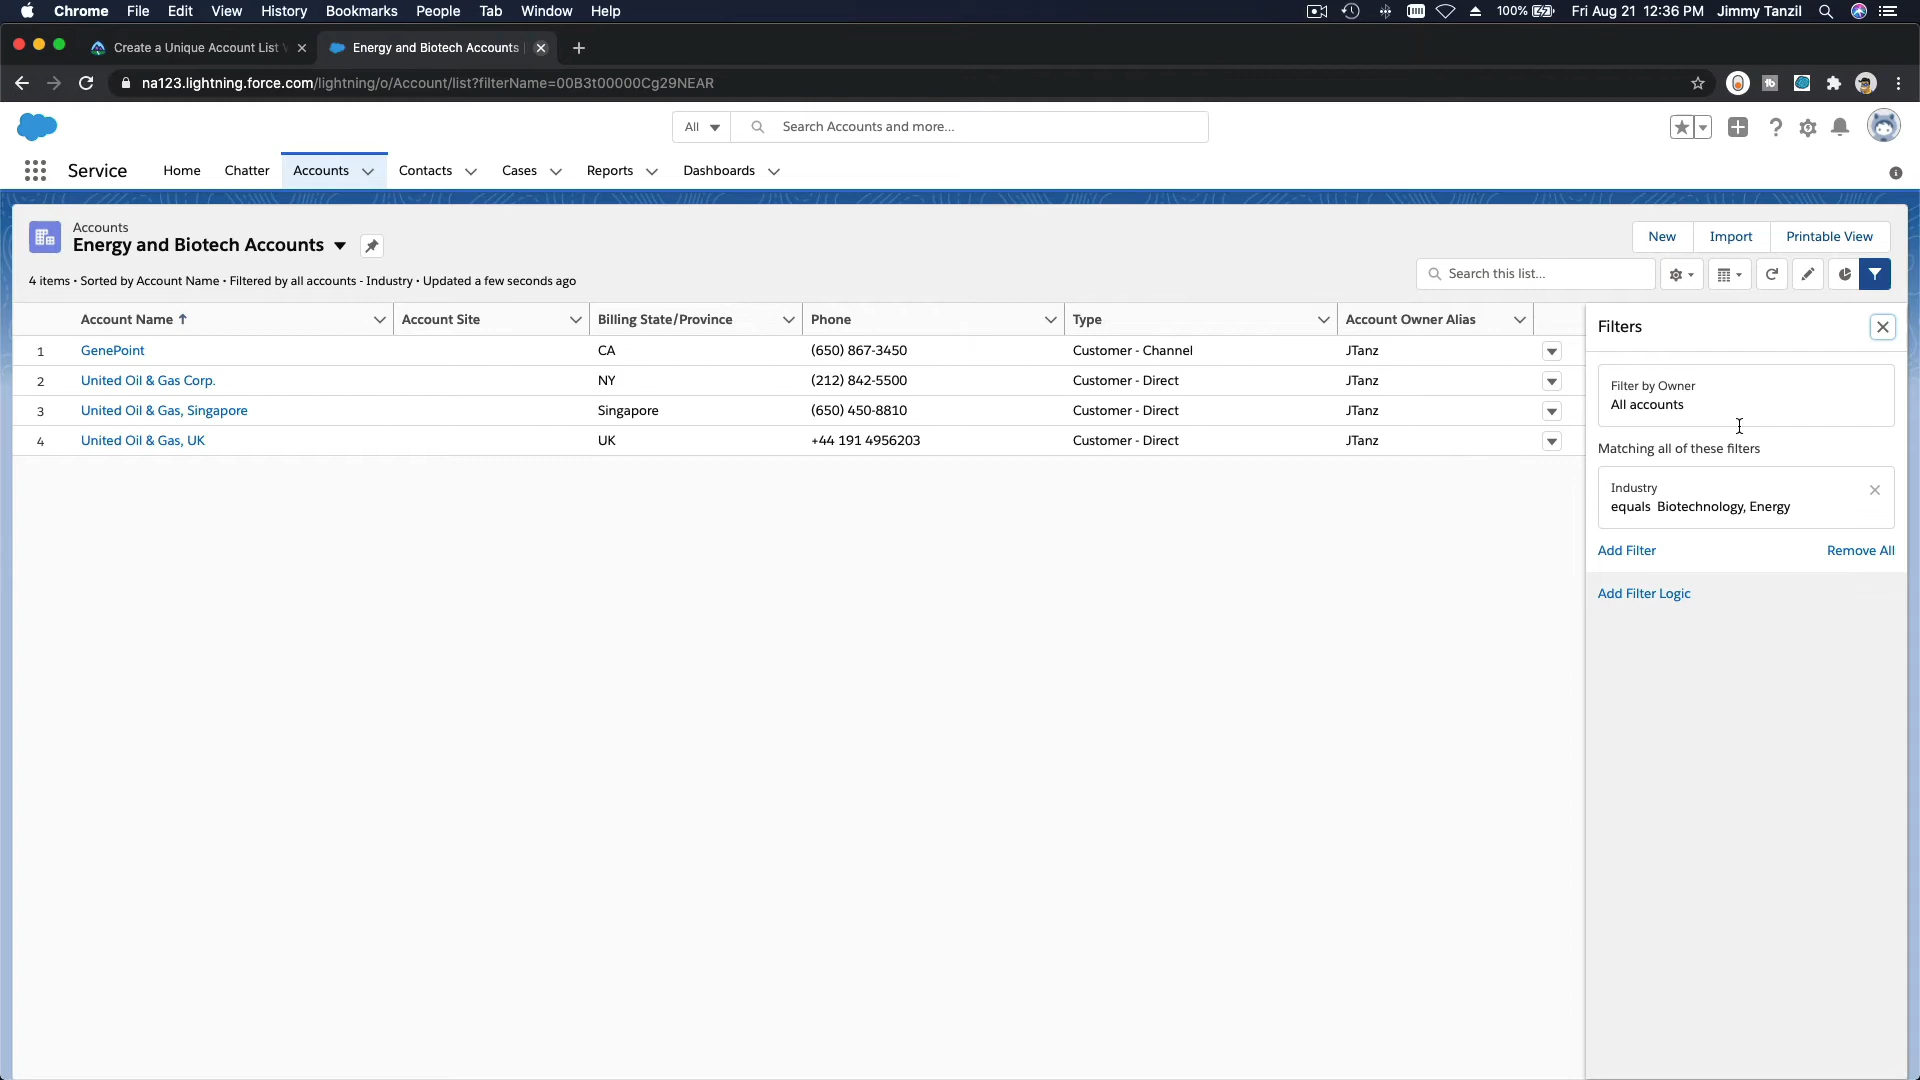 Chrome File Edit View History Bookmarks People Tab Window Help 100% Fri Aug 21 12:36 PM Jimmy Tanzil
Create a Unique Account List Energy and Biotech Accounts
na123.lightning.force.com/lightning/o/Account/list?filterName=00B3t00000Cg29NEAR
All Search Accounts and more...
Service Home Chatter Accounts Contacts Cases Reports Dashboards
Accounts
Energy and Biotech Accounts
New Import Printable View
4 items • Sorted by Account Name • Filtered by all accounts - Industry • Updated a few seconds ago
Search this list...
Account Name Account Site Billing State/Province Phone Type Account Owner Alias
1 GenePoint CA (650) 867-3450 Customer - Channel JTanz
2 United Oil & Gas Corp. NY (212) 842-5500 Customer - Direct JTanz
3 United Oil & Gas, Singapore Singapore (650) 450-8810 Customer - Direct JTanz
4 United Oil & Gas, UK UK +44 191 4956203 Customer - Direct JTanz
Filters
Filter by Owner
All accounts
Matching all of these filters
Industry
equals Biotechnology, Energy
Add Filter Remove All
Add Filter Logic